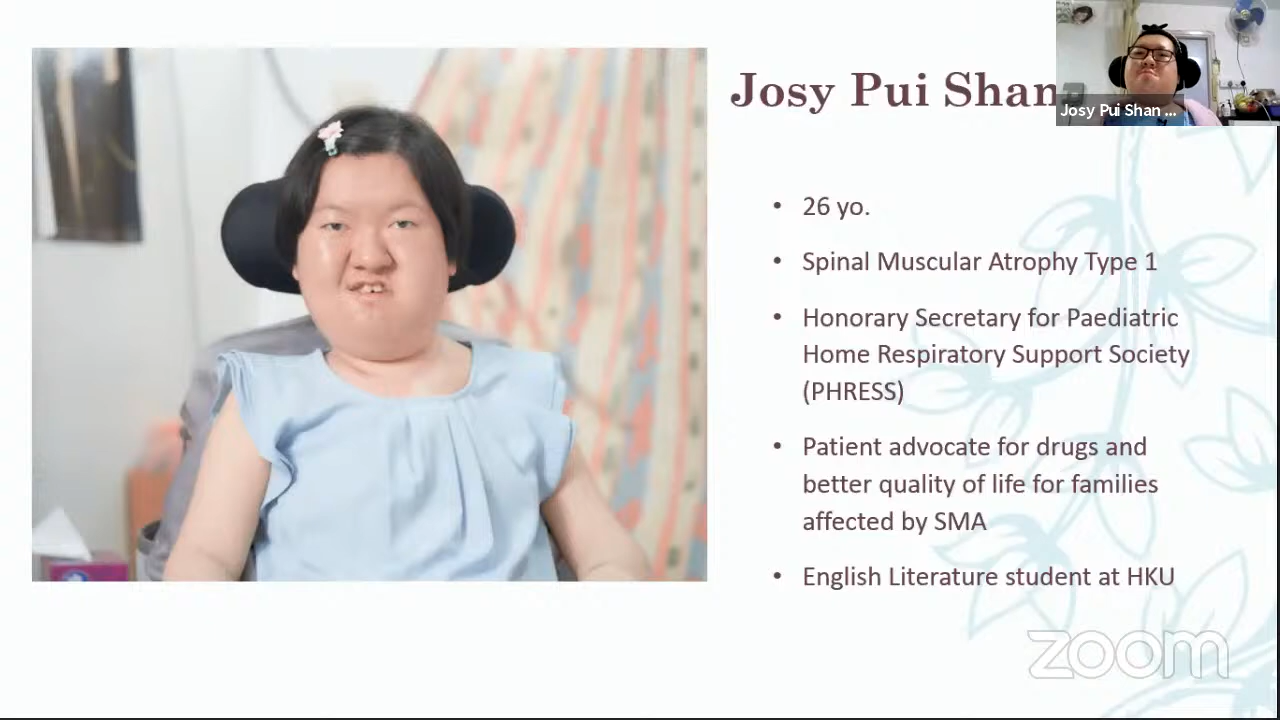 Josy Pui Shan
Josy Pui Shan ...
• 26 yo.
• Spinal Muscular Atrophy Type 1
• Honorary Secretary for Paediatric
Home Respiratory Support Society
(PHRESS)
• Patient advocate for drugs and
better quality of life for families
affected by SMA
• English Literature student at HKU
zoom